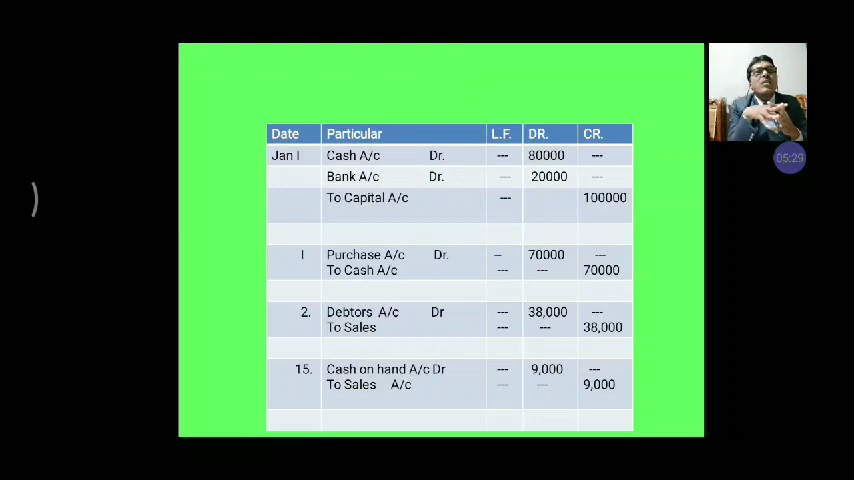 Date Particular L.F. DR. CR.
Jan I Cash A/c Dr. --- 80000 ---
Bank A/c Dr. --- 20000 ---
To Capital A/c --- 100000
I Purchase A/c Dr. -- 70000 ---
To Cash A/c --- --- 70000
2. Debtors A/c Dr --- 38,000 ---
To Sales --- --- 38,000
15. Cash on hand A/c Dr --- 9,000 ---
To Sales A/c --- --- 9,000
05:29